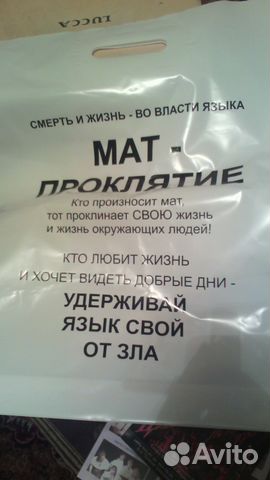 LUCCA
СМЕРТЬ И ЖИЗНЬ - ВО ВЛАСТИ ЯЗЫКА
МАТ -
ПРОКЛЯТИЕ
Кто произносит мат,
тот проклинает СВОЮ жизнь
и жизнь окружающих людей!
КТО ЛЮБИТ ЖИЗНЬ
И ХОЧЕТ ВИДЕТЬ ДОБРЫЕ ДНИ -
УДЕРЖИВАЙ
ЯЗЫК СВОЙ
ОТ ЗЛА
Avito